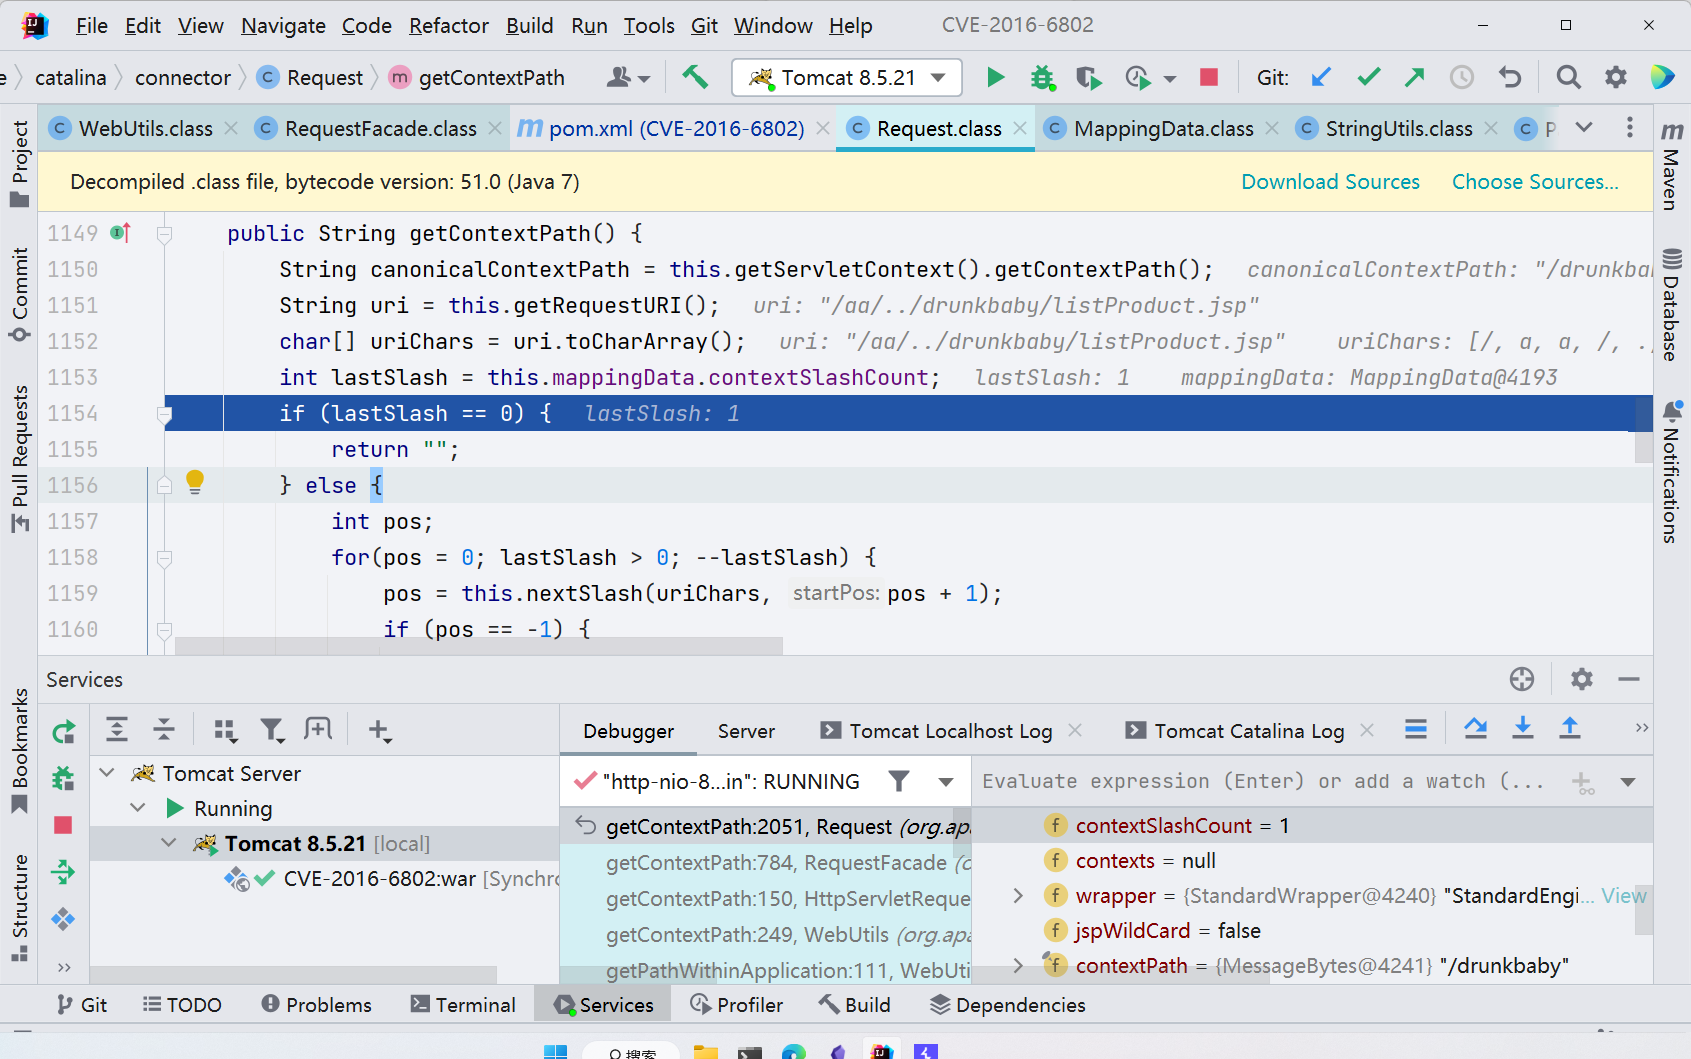 File Edit View Navigate Code Refactor Build Run Tools Git Window Help CVE-2016-6802
e catalina connector Request getContextPath Tomcat 8.5.21 Git:
WebUtils.class RequestFacade.class pom.xml (CVE-2016-6802) Request.class MappingData.class StringUtils.class P
Decompiled .class file, bytecode version: 51.0 (Java 7) Download Sources Choose Sources...
1149 public String getContextPath() {
1150 String canonicalContextPath = this.getServletContext().getContextPath(); canonicalContextPath: "/drunkba
1151 String uri = this.getRequestURI(); uri: "/aa/../drunkbaby/listProduct.jsp"
1152 char[] uriChars = uri.toCharArray(); uri: "/aa/../drunkbaby/listProduct.jsp" uriChars: [/, a, a, /, .,
1153 int lastSlash = this.mappingData.contextSlashCount; lastSlash: 1 mappingData: MappingData@4193
1154 if (lastSlash == 0) { lastSlash: 1
1155 return "";
1156 } else {
1157 int pos;
1158 for(pos = 0; lastSlash > 0; --lastSlash) {
1159 pos = this.nextSlash(uriChars, startPos: pos + 1);
1160 if (pos == -1) {
Project
Commit
Pull Requests
Bookmarks
Structure
Maven
Database
Notifications
Services
Debugger Server Tomcat Localhost Log Tomcat Catalina Log
Tomcat Server
Running
Tomcat 8.5.21 [local]
CVE-2016-6802:war [Synchro
"http-nio-8...in": RUNNING
getContextPath:2051, Request (org.apa
getContextPath:784, RequestFacade (o
getContextPath:150, HttpServletReque
getContextPath:249, WebUtils (org.apa
getPathWithinApplication:111, WebUti
Evaluate expression (Enter) or add a watch (...
contextSlashCount = 1
contexts = null
wrapper = {StandardWrapper@4240} "StandardEngi... View
jspWildCard = false
contextPath = {MessageBytes@4241} "/drunkbaby"
Git TODO Problems Terminal Services Profiler Build Dependencies
搜索